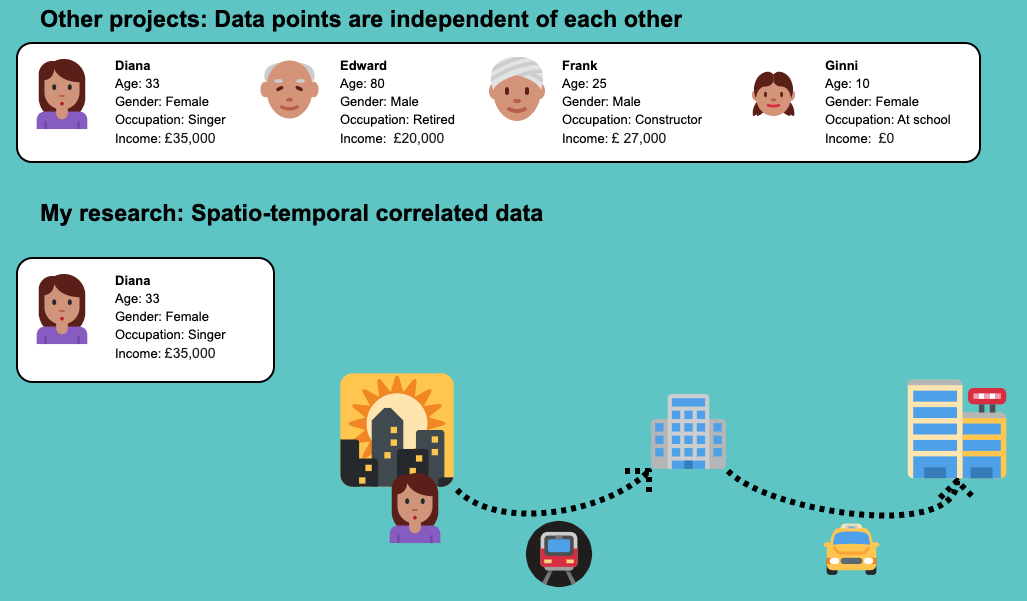 Other projects: Data points are independent of each other
Diana
Age: 33
Gender: Female
Occupation: Singer
Income: £35,000
Edward
Age: 80
Gender: Male
Occupation: Retired
Income: £20,000
Frank
Age: 25
Gender: Male
Occupation: Constructor
Income: £ 27,000
Ginni
Age: 10
Gender: Female
Occupation: At school
Income: £0
My research: Spatio-temporal correlated data
Diana
Age: 33
Gender: Female
Occupation: Singer
Income: £35,000